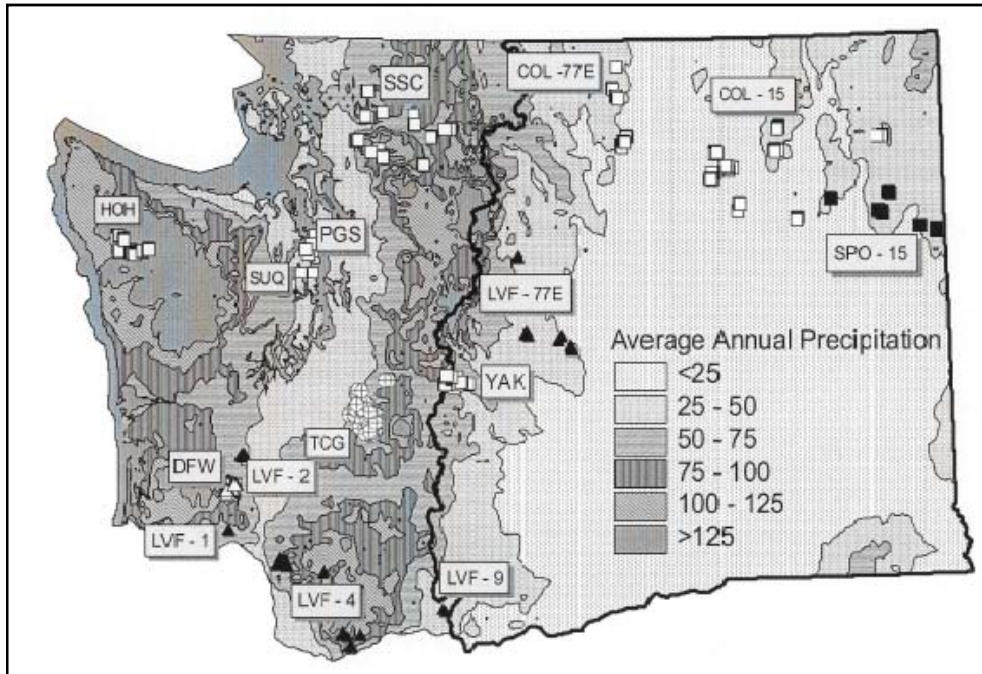 COL -77E
SSC
COL - 15
HOH
PGS
SUQ
SPO - 15
LVF - 77E
Average Annual Precipitation
<25
25 - 50
50 - 75
75 - 100
100 - 125
>125
YAK
TCG
DFW
LVF - 2
LVF - 1
LVF - 4
LVF - 9